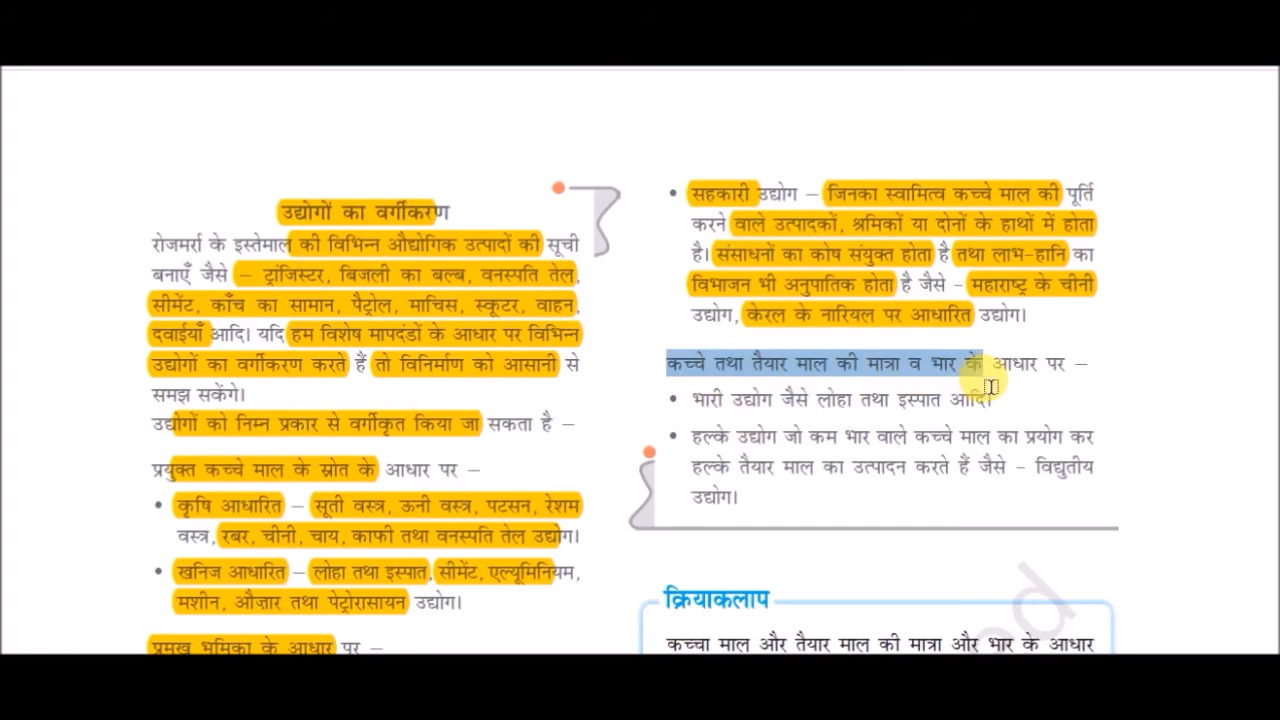 उद्योगों का वर्गीकरण
रोजमर्रा के इस्तेमाल की विभिन्न औद्योगिक उत्पादों की सूची
बनाएँ जैसे – ट्रांजिस्टर, बिजली का बल्ब, वनस्पति तेल,
सीमेंट, काँच का सामान, पैट्रोल, माचिस, स्कूटर, वाहन,
दवाईयाँ आदि। यदि हम विशेष मापदंडों के आधार पर विभिन्न
उद्योगों का वर्गीकरण करते हैं तो विनिर्माण को आसानी से
समझ सकेंगे।
उद्योगों को निम्न प्रकार से वर्गीकृत किया जा सकता है –
प्रयुक्त कच्चे माल के स्रोत के आधार पर –
• कृषि आधारित – सूती वस्त्र, ऊनी वस्त्र, पटसन, रेशम
वस्त्र, रबर, चीनी, चाय, काफी तथा वनस्पति तेल उद्योग।
• खनिज आधारित – लोहा तथा इस्पात, सीमेंट, एल्यूमिनियम,
मशीन, औज़ार तथा पेट्रोरासायन उद्योग।
प्रमुख भूमिका के आधार पर –
• सहकारी उद्योग – जिनका स्वामित्व कच्चे माल की पूर्ति
करने वाले उत्पादकों, श्रमिकों या दोनों के हाथों में होता
है। संसाधनों का कोष संयुक्त होता है तथा लाभ-हानि का
विभाजन भी अनुपातिक होता है जैसे - महाराष्ट्र के चीनी
उद्योग, केरल के नारियल पर आधारित उद्योग।
कच्चे तथा तैयार माल की मात्रा व भार के आधार पर –
• भारी उद्योग जैसे लोहा तथा इस्पात आदि।
• हल्के उद्योग जो कम भार वाले कच्चे माल का प्रयोग कर
हल्के तैयार माल का उत्पादन करते हैं जैसे - विद्युतीय
उद्योग।
क्रियाकलाप
कच्चा माल और तैयार माल की मात्रा और भार के आधार